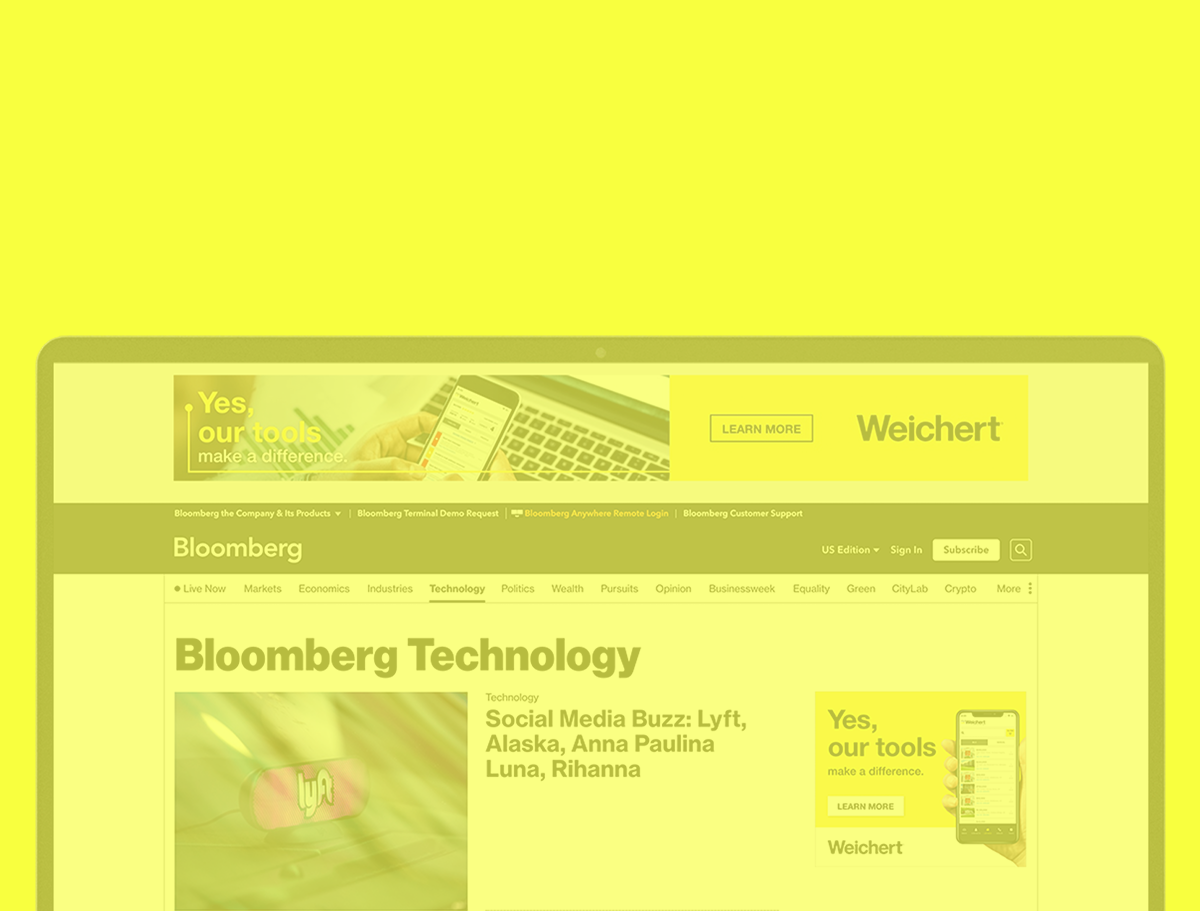 Yes,
our tools
make a difference.
LEARN MORE
Weichert
Bloomberg the Company & Its Products
Bloomberg Terminal Demo Request
Bloomberg Anywhere Remote Login
Bloomberg Customer Support
Bloomberg
US Edition
Sign In
Subscribe
Live Now
Markets
Economics
Industries
Technology
Politics
Wealth
Pursuits
Opinion
Businessweek
Equality
Green
CityLab
Crypto
More
Bloomberg Technology
lyft
Technology
Social Media Buzz: Lyft,
Alaska, Anna Paulina
Luna, Rihanna
Yes,
our tools
make a difference.
LEARN MORE
Weichert
Weichert